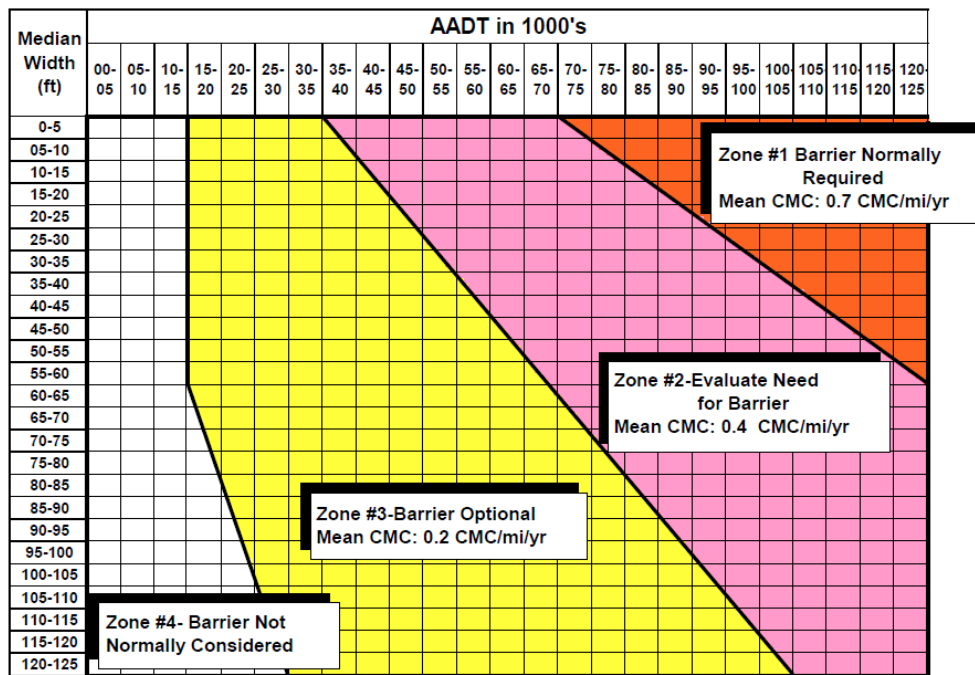 AADT in 1000's
Median
Width
(ft)
00- 05- 10- 15- 20- 25- 30- 35- 40- 45- 50- 55- 60- 65- 70- 75- 80- 85- 90- 95- 100- 105 110- 115 120-
05 10 15 20 25 30 35 40 45 50 55 60 65 70 75 80 85 90 95 100 105 110 115 120 125
0-5
05-10
10-15
15-20
20-25
25-30
30-35
35-40
40-45
45-50
50-55
55-60
60-65
65-70
70-75
75-80
80-85
85-90
90-95
95-100
100-105
105-110
110-115
115-120
120-125
Zone #1 Barrier Normally
Required
Mean CMC: 0.7 CMC/mi/yr
Zone #2-Evaluate Need
for Barrier
Mean CMC: 0.4 CMC/mi/yr
Zone #3-Barrier Optional
Mean CMC: 0.2 CMC/mi/yr
Zone #4- Barrier Not
Normally Considered